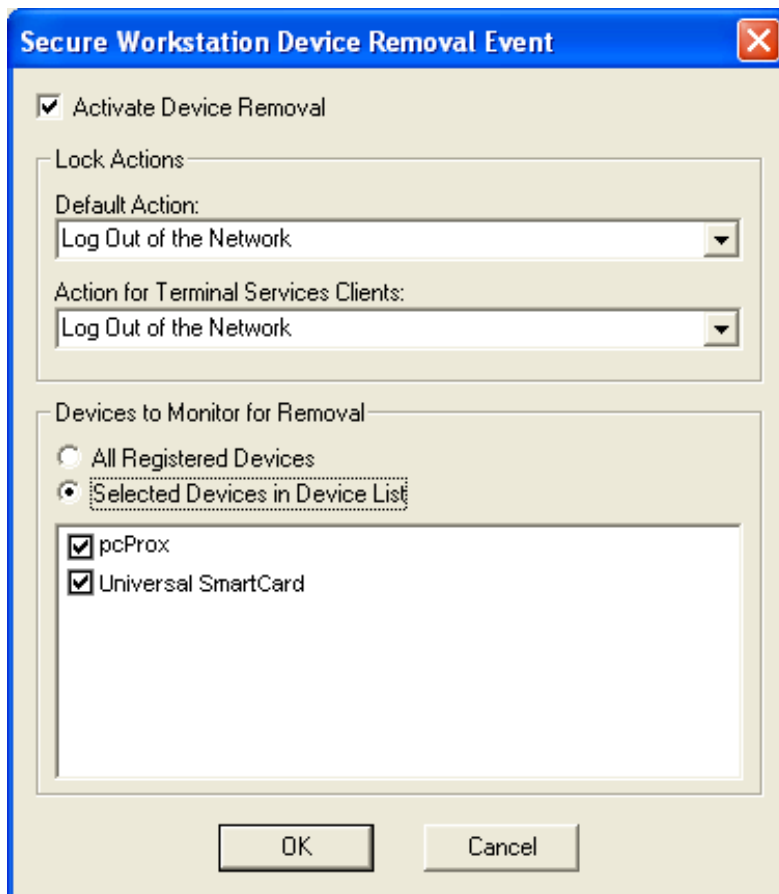 Secure Workstation Device Removal Event
Activate Device Removal
Lock Actions
Default Action:
Log Out of the Network
Action for Terminal Services Clients:
Log Out of the Network
Devices to Monitor for Removal
All Registered Devices
Selected Devices in Device List
pcProx
Universal SmartCard
OK
Cancel